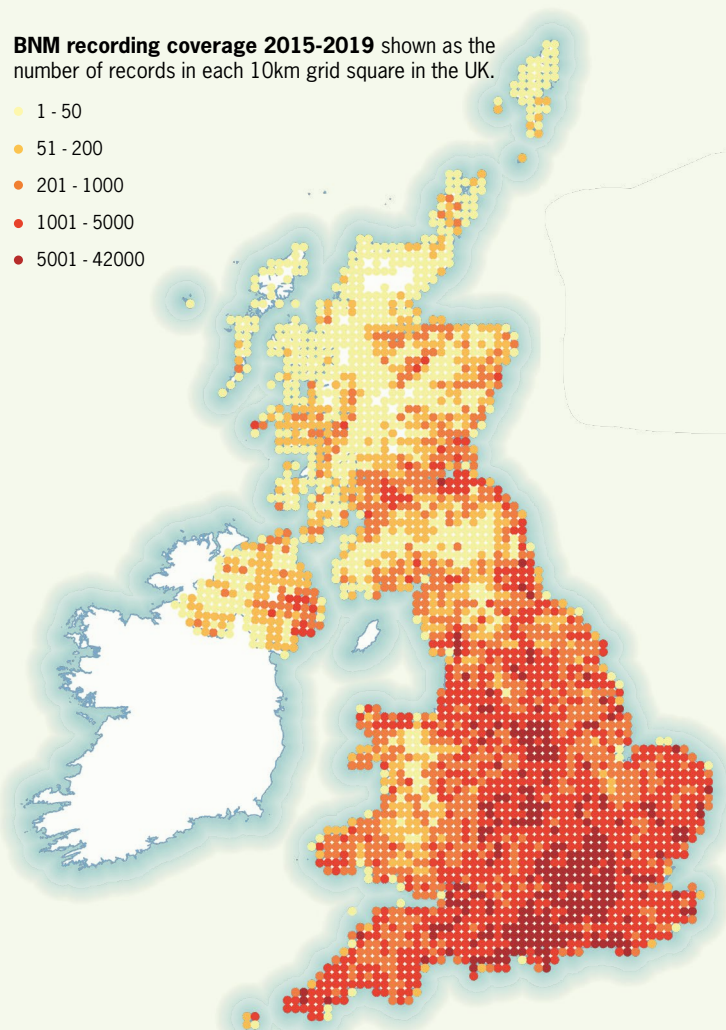 BNM recording coverage 2015-2019 shown as the
number of records in each 10km grid square in the UK.
1 - 50
51 - 200
201 - 1000
1001 - 5000
5001 - 42000